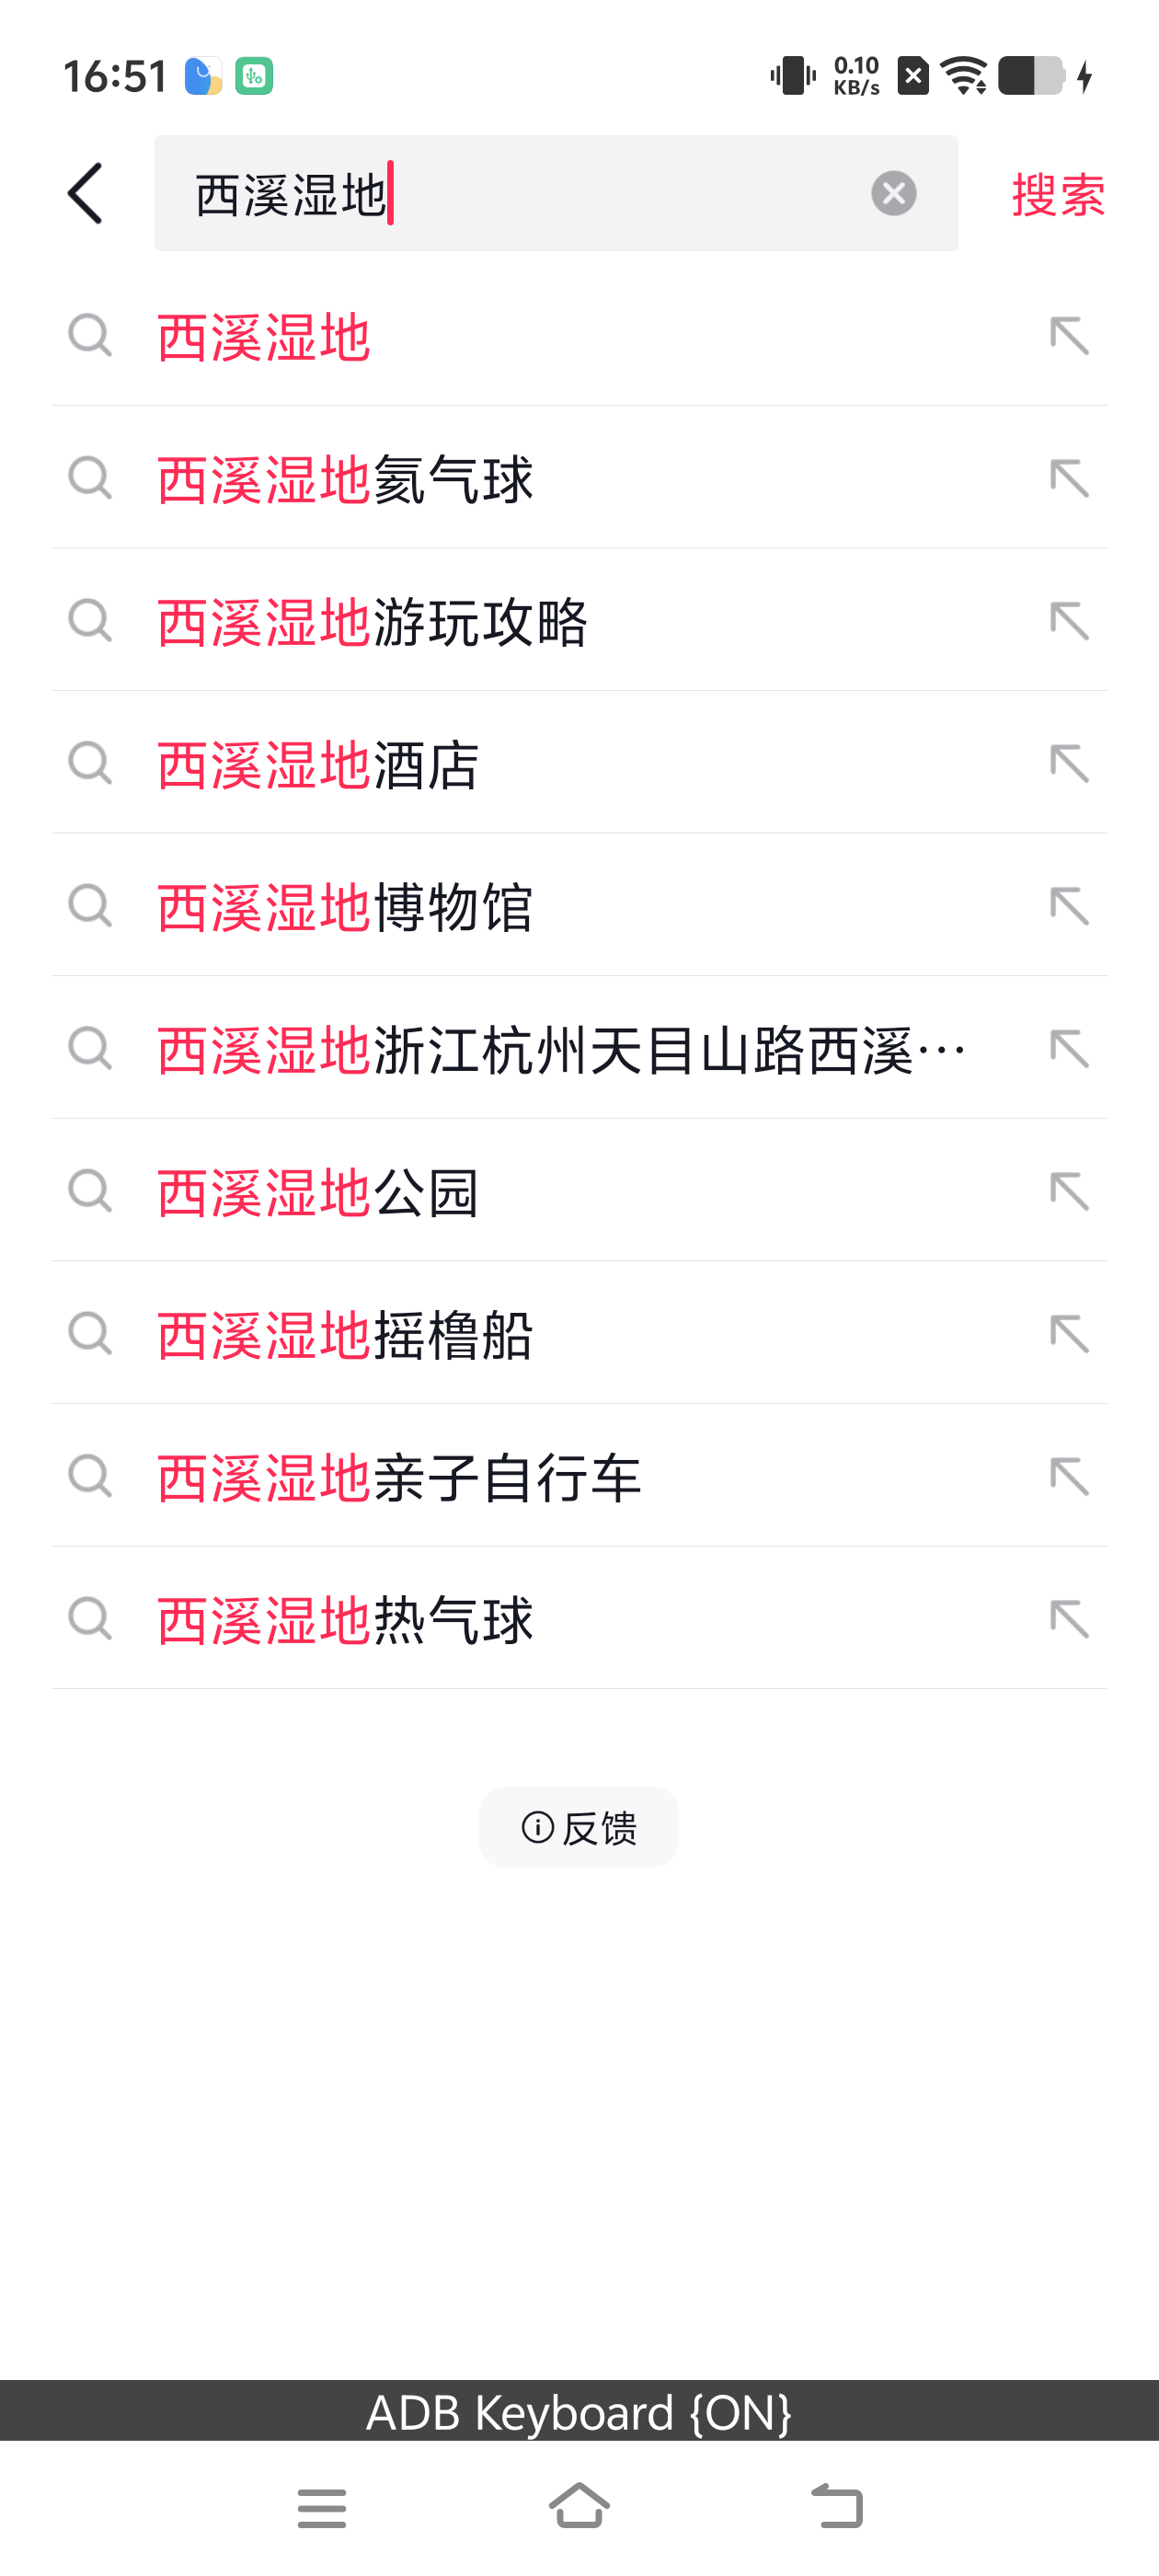 16:51
0.10
KB/s
西溪湿地
搜索
西溪湿地
西溪湿地氦气球
西溪湿地游玩攻略
西溪湿地酒店
西溪湿地博物馆
西溪湿地浙江杭州天目山路西溪…
西溪湿地公园
西溪湿地摇橹船
西溪湿地亲子自行车
西溪湿地热气球
反馈
ADB Keyboard {ON}